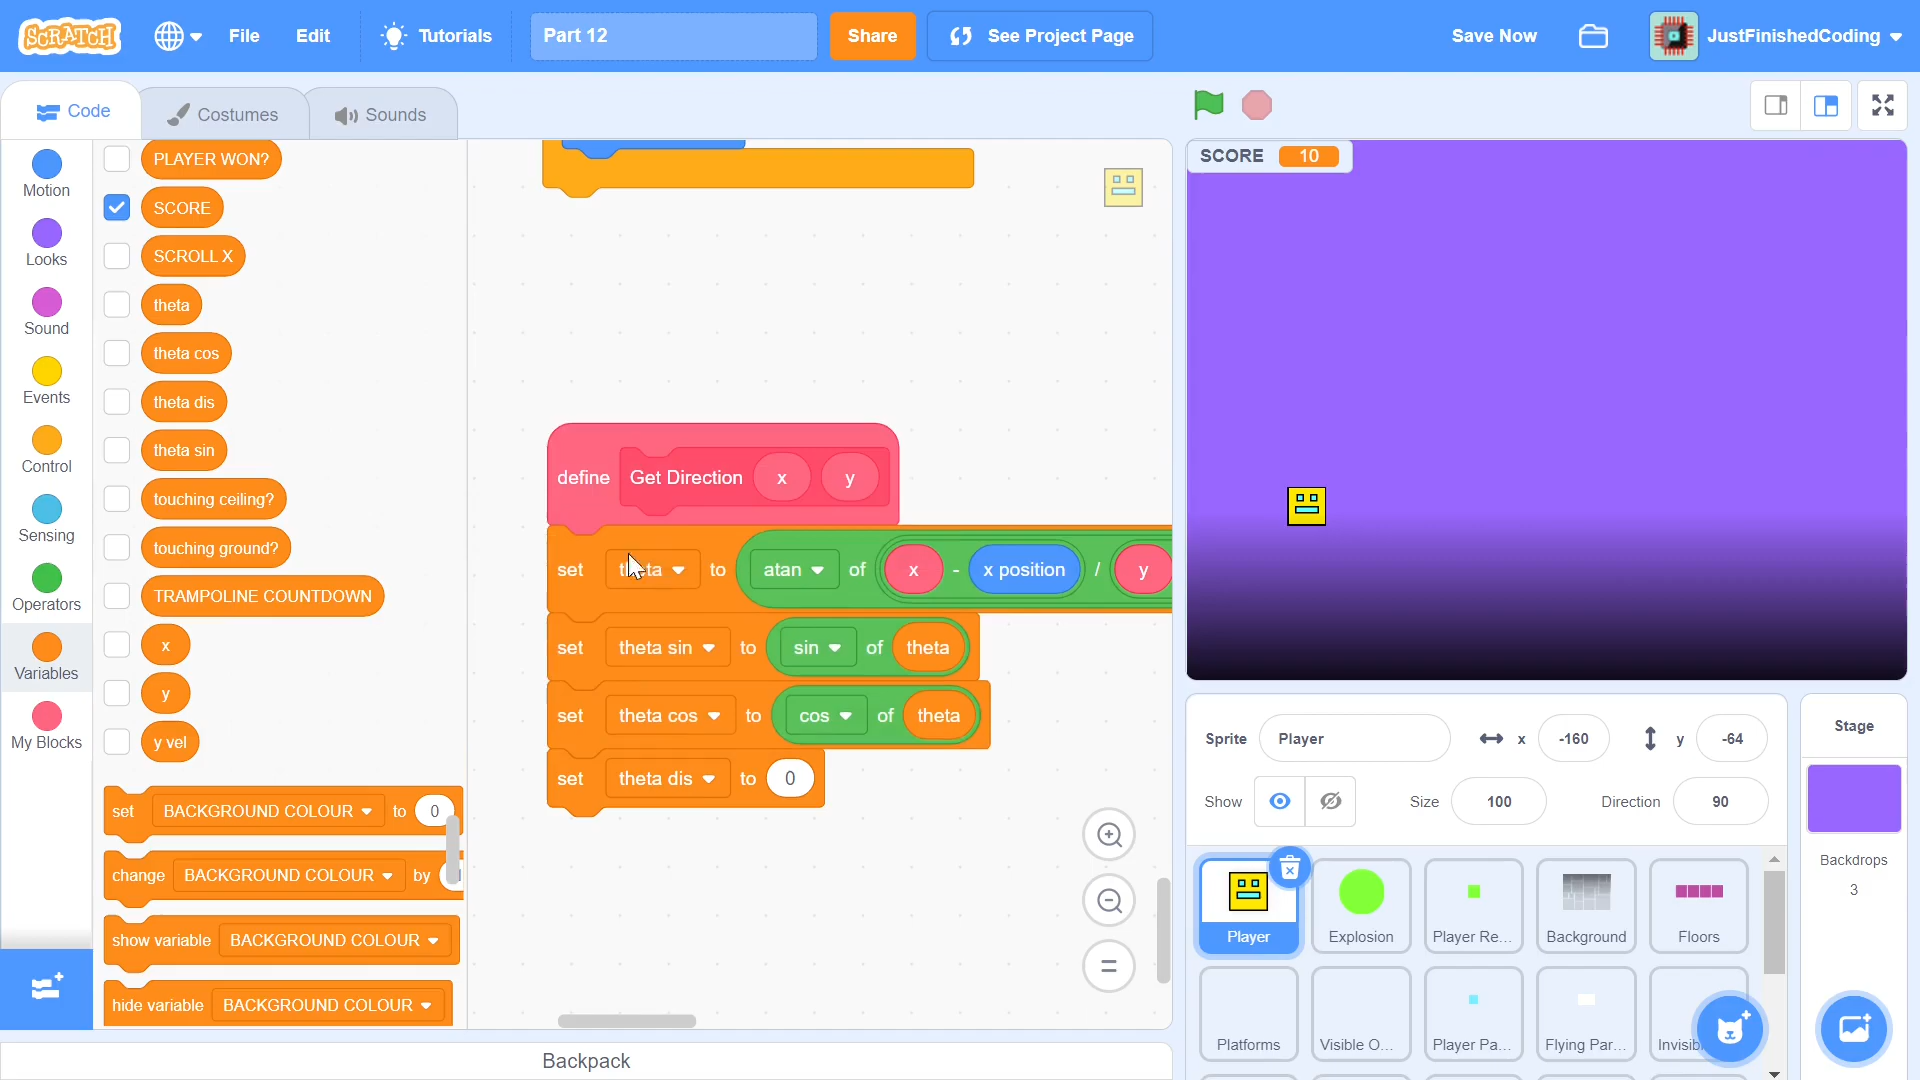 SCRATCH
File
Edit
Tutorials
Part 12
Share
See Project Page
Save Now
JustFinishedCoding
Code
Costumes
Sounds
Motion
Looks
Sound
Events
Control
Sensing
Operators
Variables
My Blocks
PLAYER WON?
SCORE
SCROLL X
theta
theta cos
theta dis
theta sin
touching ceiling?
touching ground?
TRAMPOLINE COUNTDOWN
x
y
y vel
set BACKGROUND COLOUR to 0
change BACKGROUND COLOUR by
show variable BACKGROUND COLOUR
hide variable BACKGROUND COLOUR
define Get Direction x y
set theta to atan of x - x position / y
set theta sin to sin of theta
set theta cos to cos of theta
set theta dis to 0
Backpack
SCORE 10
Sprite Player x -160 y -64
Show Size 100 Direction 90
Player
Explosion
Player Re...
Background
Floors
Platforms
Visible O...
Player Pa...
Flying Par...
Stage
Backdrops
3